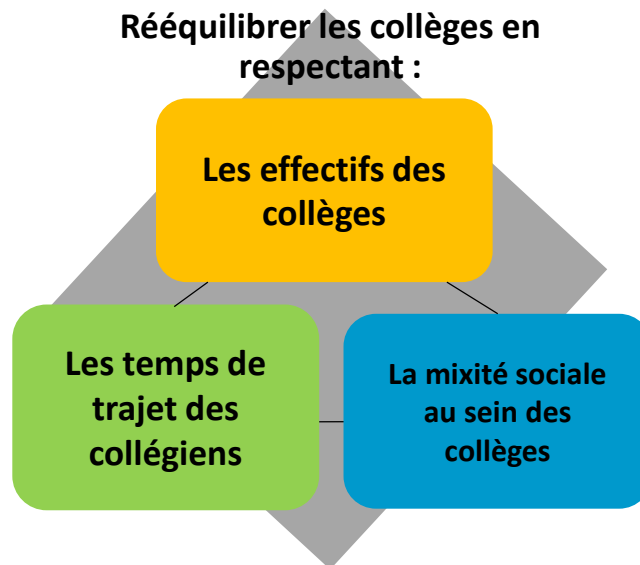 Rééquilibrer les collèges en
respectant :
Les effectifs des
collèges
Les temps de
trajet des
collégiens
La mixité sociale
au sein des
collèges